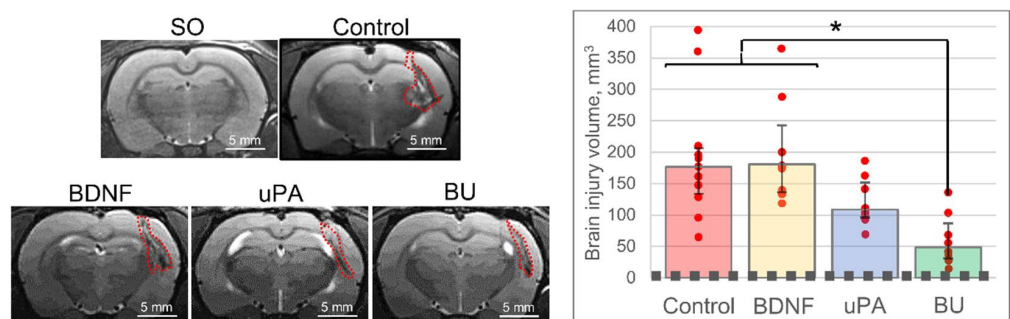 SO
Control
5 mm
5 mm
BDNF
uPA
BU
5 mm
5 mm
5 mm
Brain injury volume, mm³
400
350
300
250
200
150
100
50
0
*
Control
BDNF
uPA
BU